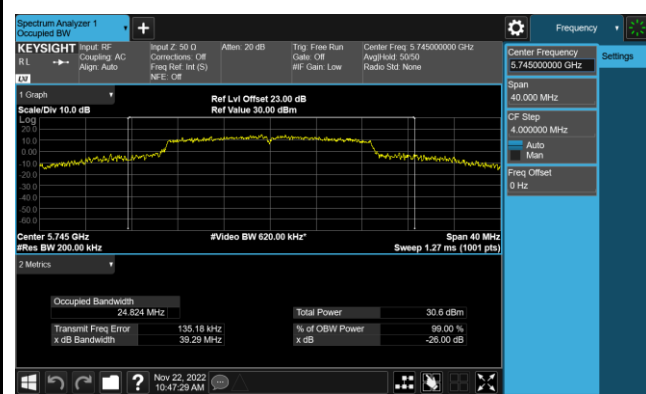 Spectrum Analyzer 1
Occupied BW
+
Frequency
KEYSIGHT
RL
LXI
Input: RF
Coupling: AC
Align: Auto
Input Z: 50 Ω
Corrections: Off
Freq Ref: Int (S)
NFE: Off
Atten: 20 dB
Trig: Free Run
Gate: Off
#IF Gain: Low
Center Freq: 5.745000000 GHz
Avg|Hold: 50/50
Radio Std: None
Center Frequency
5.745000000 GHz
Settings
Span
40.000 MHz
CF Step
4.000000 MHz
Auto
Man
Freq Offset
0 Hz
1 Graph
Scale/Div 10.0 dB
Ref Lvl Offset 23.00 dB
Ref Value 30.00 dBm
Log
20.0
10.0
0.00
-10.0
-20.0
-30.0
-40.0
-50.0
-60.0
Center 5.745 GHz
#Res BW 200.00 kHz
#Video BW 620.00 kHz*
Span 40 MHz
Sweep 1.27 ms (1001 pts)
2 Metrics
Occupied Bandwidth
24.824 MHz
Transmit Freq Error 135.18 kHz
x dB Bandwidth 39.29 MHz
Total Power 30.6 dBm
% of OBW Power 99.00 %
x dB -26.00 dB
?
Nov 22, 2022
10:47:29 AM